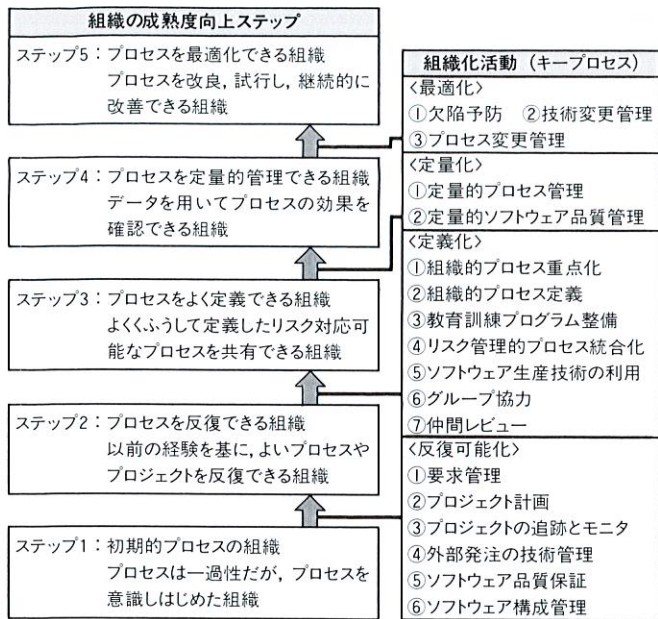 組織の成熟度向上ステップ
ステップ5：プロセスを最適化できる組織
プロセスを改良，試行し，継続的に
改善できる組織
ステップ4：プロセスを定量的管理できる組織
データを用いてプロセスの効果を
確認できる組織
ステップ3：プロセスをよく定義できる組織
よくくふうして定義したリスク対応可
能なプロセスを共有できる組織
ステップ2：プロセスを反復できる組織
以前の経験を基に，よいプロセスや
プロジェクトを反復できる組織
ステップ1：初期的プロセスの組織
プロセスは一過性だが，プロセスを
意識しはじめた組織
組織化活動（キープロセス）
〈最適化〉
①欠陥予防　②技術変更管理
③プロセス変更管理
〈定量化〉
①定量的プロセス管理
②定量的ソフトウェア品質管理
〈定義化〉
①組織的プロセス重点化
②組織的プロセス定義
③教育訓練プログラム整備
④リスク管理的プロセス統合化
⑤ソフトウェア生産技術の利用
⑥グループ協力
⑦仲間レビュー
〈反復可能化〉
①要求管理
②プロジェクト計画
③プロジェクトの追跡とモニタ
④外部発注の技術管理
⑤ソフトウェア品質保証
⑥ソフトウェア構成管理